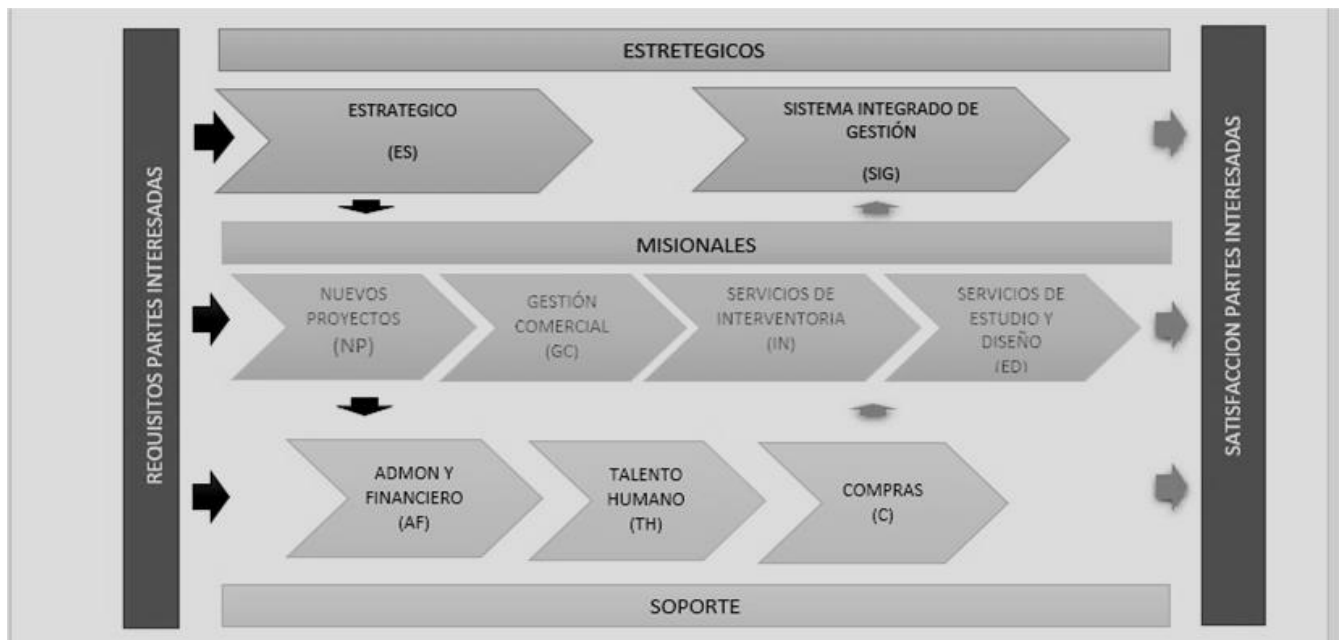 REQUISITOS PARTES INTERESADAS
ESTRETEGICOS
ESTRATEGICO
(ES)
SISTEMA INTEGRADO DE
GESTIÓN
(SIG)
MISIONALES
NUEVOS
PROYECTOS
(NP)
GESTIÓN
COMERCIAL
(GC)
SERVICIOS DE
INTERVENTORIA
(IN)
SERVICIOS DE
ESTUDIO Y
DISEÑO
(ED)
ADMON Y
FINANCIERO
(AF)
TALENTO
HUMANO
(TH)
COMPRAS
(C)
SOPORTE
SATISFACCION PARTES INTERESADAS